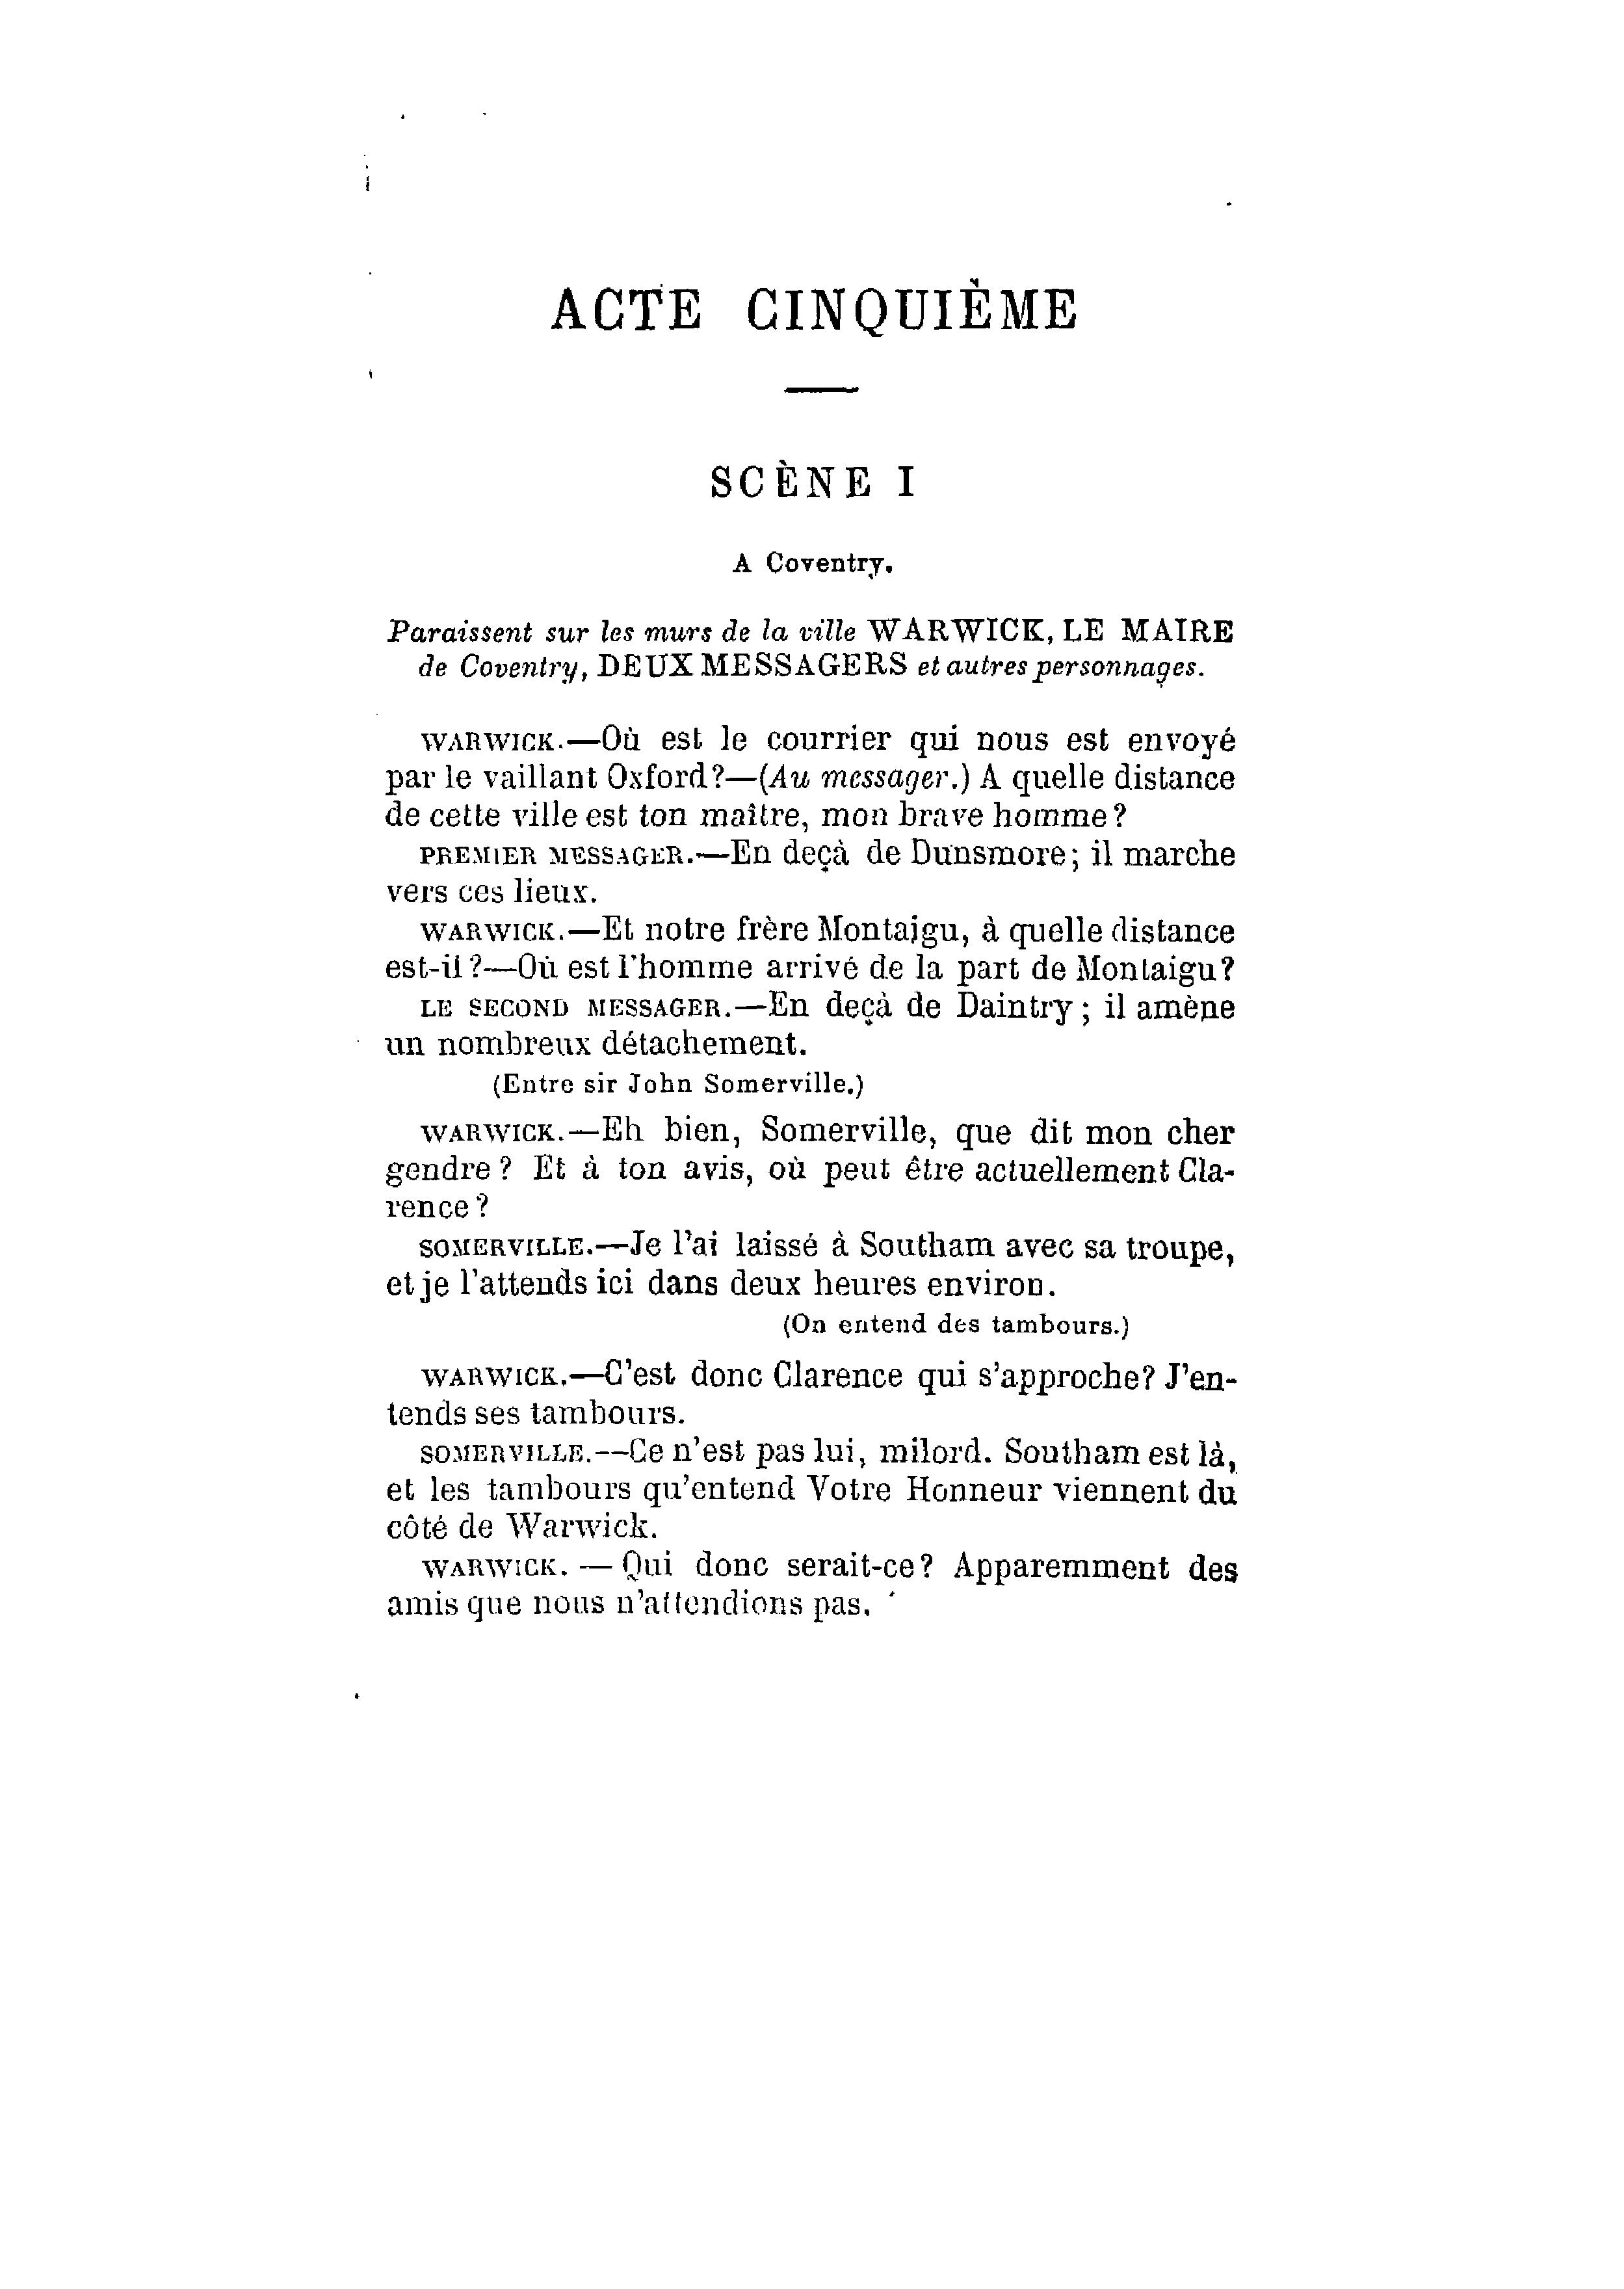 ACTE CINQUIÈME
SCÈNE I
A Coventry.
Paraissent sur les murs de la ville WARWICK, LE MAIRE
de Coventry, DEUX MESSAGERS et autres personnages.
WARWICK.—Où est le courrier qui nous est envoyé
par le vaillant Oxford?—(Au messager.) A quelle distance
de cette ville est ton maître, mon brave homme?
PREMIER MESSAGER.—En deçà de Dunsmore; il marche
vers ces lieux.
WARWICK.—Et notre frère Montaigu, à quelle distance
est-il?—Où est l'homme arrivé de la part de Montaigu?
LE SECOND MESSAGER.—En deçà de Daintry; il amène
un nombreux détachement.
(Entre sir John Somerville.)
WARWICK.—Eh bien, Somerville, que dit mon cher
gendre? Et à ton avis, où peut être actuellement Cla-
rence?
SOMERVILLE.—Je l'ai laissé à Southam avec sa troupe,
et je l'attends ici dans deux heures environ.
(On entend des tambours.)
WARWICK.—C'est donc Clarence qui s'approche? J'en-
tends ses tambours.
SOMERVILLE.—Ce n'est pas lui, milord. Southam est là,
et les tambours qu'entend Votre Honneur viennent du
côté de Warwick.
WARWICK. — Qui donc serait-ce? Apparemment des
amis que nous n'attendions pas.